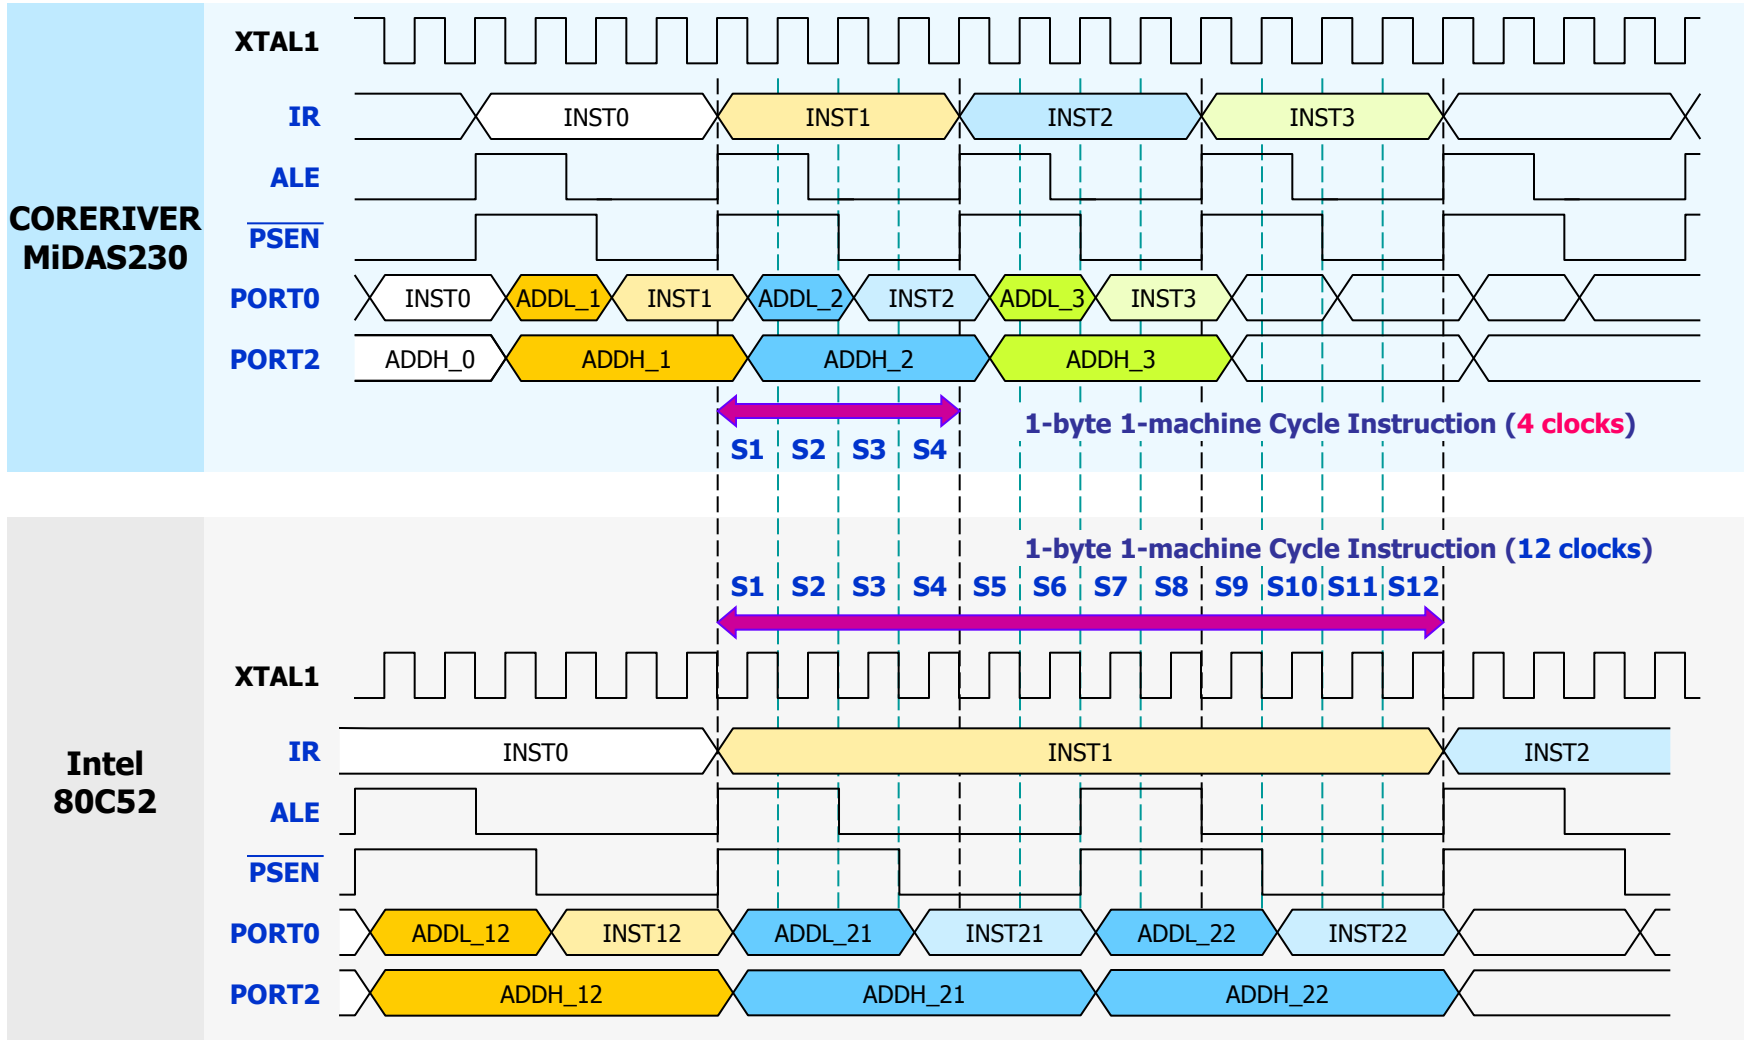 CORERIVER
MiDAS230
XTAL1
IR INST0 INST1 INST2 INST3
ALE
PSEN
PORT0 INST0 ADDL_1 INST1 ADDL_2 INST2 ADDL_3 INST3
PORT2 ADDH_0 ADDH_1 ADDH_2 ADDH_3
1-byte 1-machine Cycle Instruction (4 clocks)
S1 S2 S3 S4
Intel
80C52
1-byte 1-machine Cycle Instruction (12 clocks)
S1 S2 S3 S4 S5 S6 S7 S8 S9 S10 S11 S12
XTAL1
IR INST0 INST1 INST2
ALE
PSEN
PORT0 ADDL_12 INST12 ADDL_21 INST21 ADDL_22 INST22
PORT2 ADDH_12 ADDH_21 ADDH_22